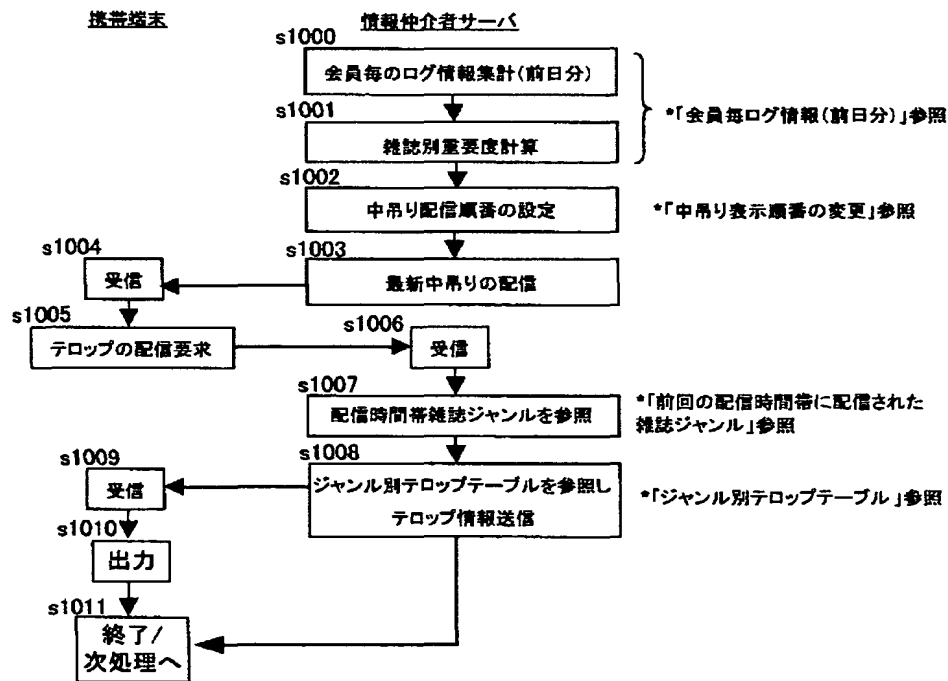 携帯端末
情報仲介者サーバ
s1000
会員毎のログ情報集計(前日分)
s1001
雑誌別重要度計算
*「会員毎ログ情報(前日分)」参照
s1002
中吊り配信順番の設定
*「中吊り表示順番の変更」参照
s1003
最新中吊りの配信
s1004
受信
s1005
テロップの配信要求
s1006
受信
s1007
配信時間帯雑誌ジャンルを参照
*「前回の配信時間帯に配信された
雑誌ジャンル」参照
s1008
ジャンル別テロップテーブルを参照し
テロップ情報送信
*「ジャンル別テロップテーブル」参照
s1009
受信
s1010
出力
s1011
終了/
次処理へ